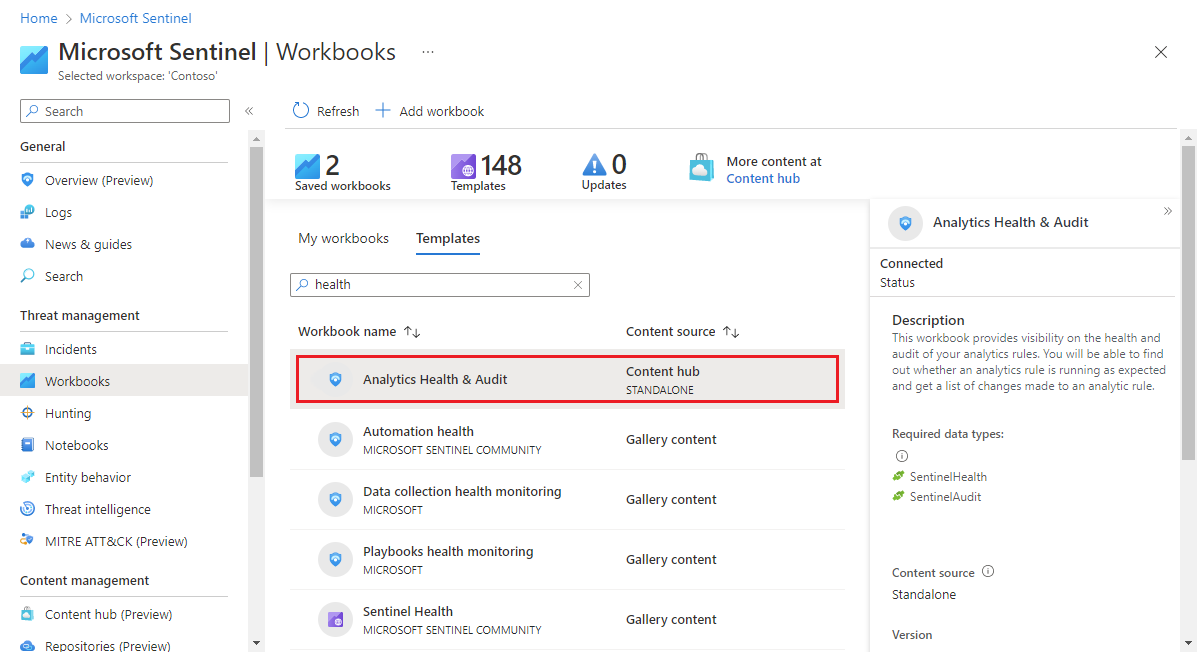 Home > Microsoft Sentinel
Microsoft Sentinel | Workbooks ...
Selected workspace: 'Contoso'
Search «
General
Overview (Preview)
Logs
News & guides
Search
Threat management
Incidents
Workbooks
Hunting
Notebooks
Entity behavior
Threat intelligence
MITRE ATT&CK (Preview)
Content management
Content hub (Preview)
Repositories (Preview)
Refresh + Add workbook
2
Saved workbooks
148
Templates
0
Updates
More content at
Content hub
My workbooks Templates
health
Workbook name ↑↓ Content source ↑↓
Analytics Health & Audit
Content hub
STANDALONE
Automation health
MICROSOFT SENTINEL COMMUNITY
Gallery content
Data collection health monitoring
MICROSOFT
Gallery content
Playbooks health monitoring
MICROSOFT
Gallery content
Sentinel Health
MICROSOFT SENTINEL COMMUNITY
Gallery content
»
Analytics Health & Audit
Connected
Status
Description
This workbook provides visibility on the health and
audit of your analytics rules. You will be able to find
out whether an analytics rule is running as expected
and get a list of changes made to an analytic rule.
Required data types:
SentinelHealth
SentinelAudit
Content source
Standalone
Version